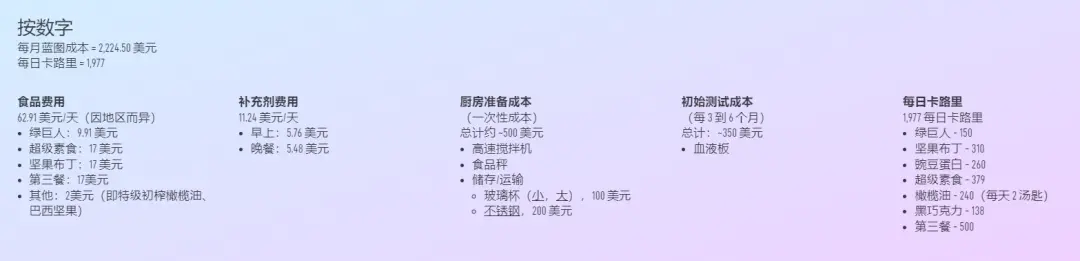 按数字
每月蓝图成本 = 2,224.50 美元
每日卡路里 = 1,977
食品费用
62.91 美元/天（因地区而异）
• 绿巨人：9.91 美元
• 超级素食：17 美元
• 坚果布丁：17 美元
• 第三餐：17美元
• 其他：2美元（即特级初榨橄榄油、
巴西坚果）
补充剂费用
11.24 美元/天
• 早上：5.76 美元
• 晚餐：5.48 美元
厨房准备成本
（一次性成本）
总计约 ~500 美元
• 高速搅拌机
• 食品秤
• 储存/运输
○ 玻璃杯（小，大），100 美元
○ 不锈钢，200 美元
初始测试成本
（每 3 到 6 个月）
总计：~350 美元
• 血液板
每日卡路里
1,977 每日卡路里
• 绿巨人 - 150
• 坚果布丁 - 310
• 豌豆蛋白 - 260
• 超级素食 - 379
• 橄榄油 - 240（每天 2 汤匙）
• 黑巧克力 - 138
• 第三餐 - 500